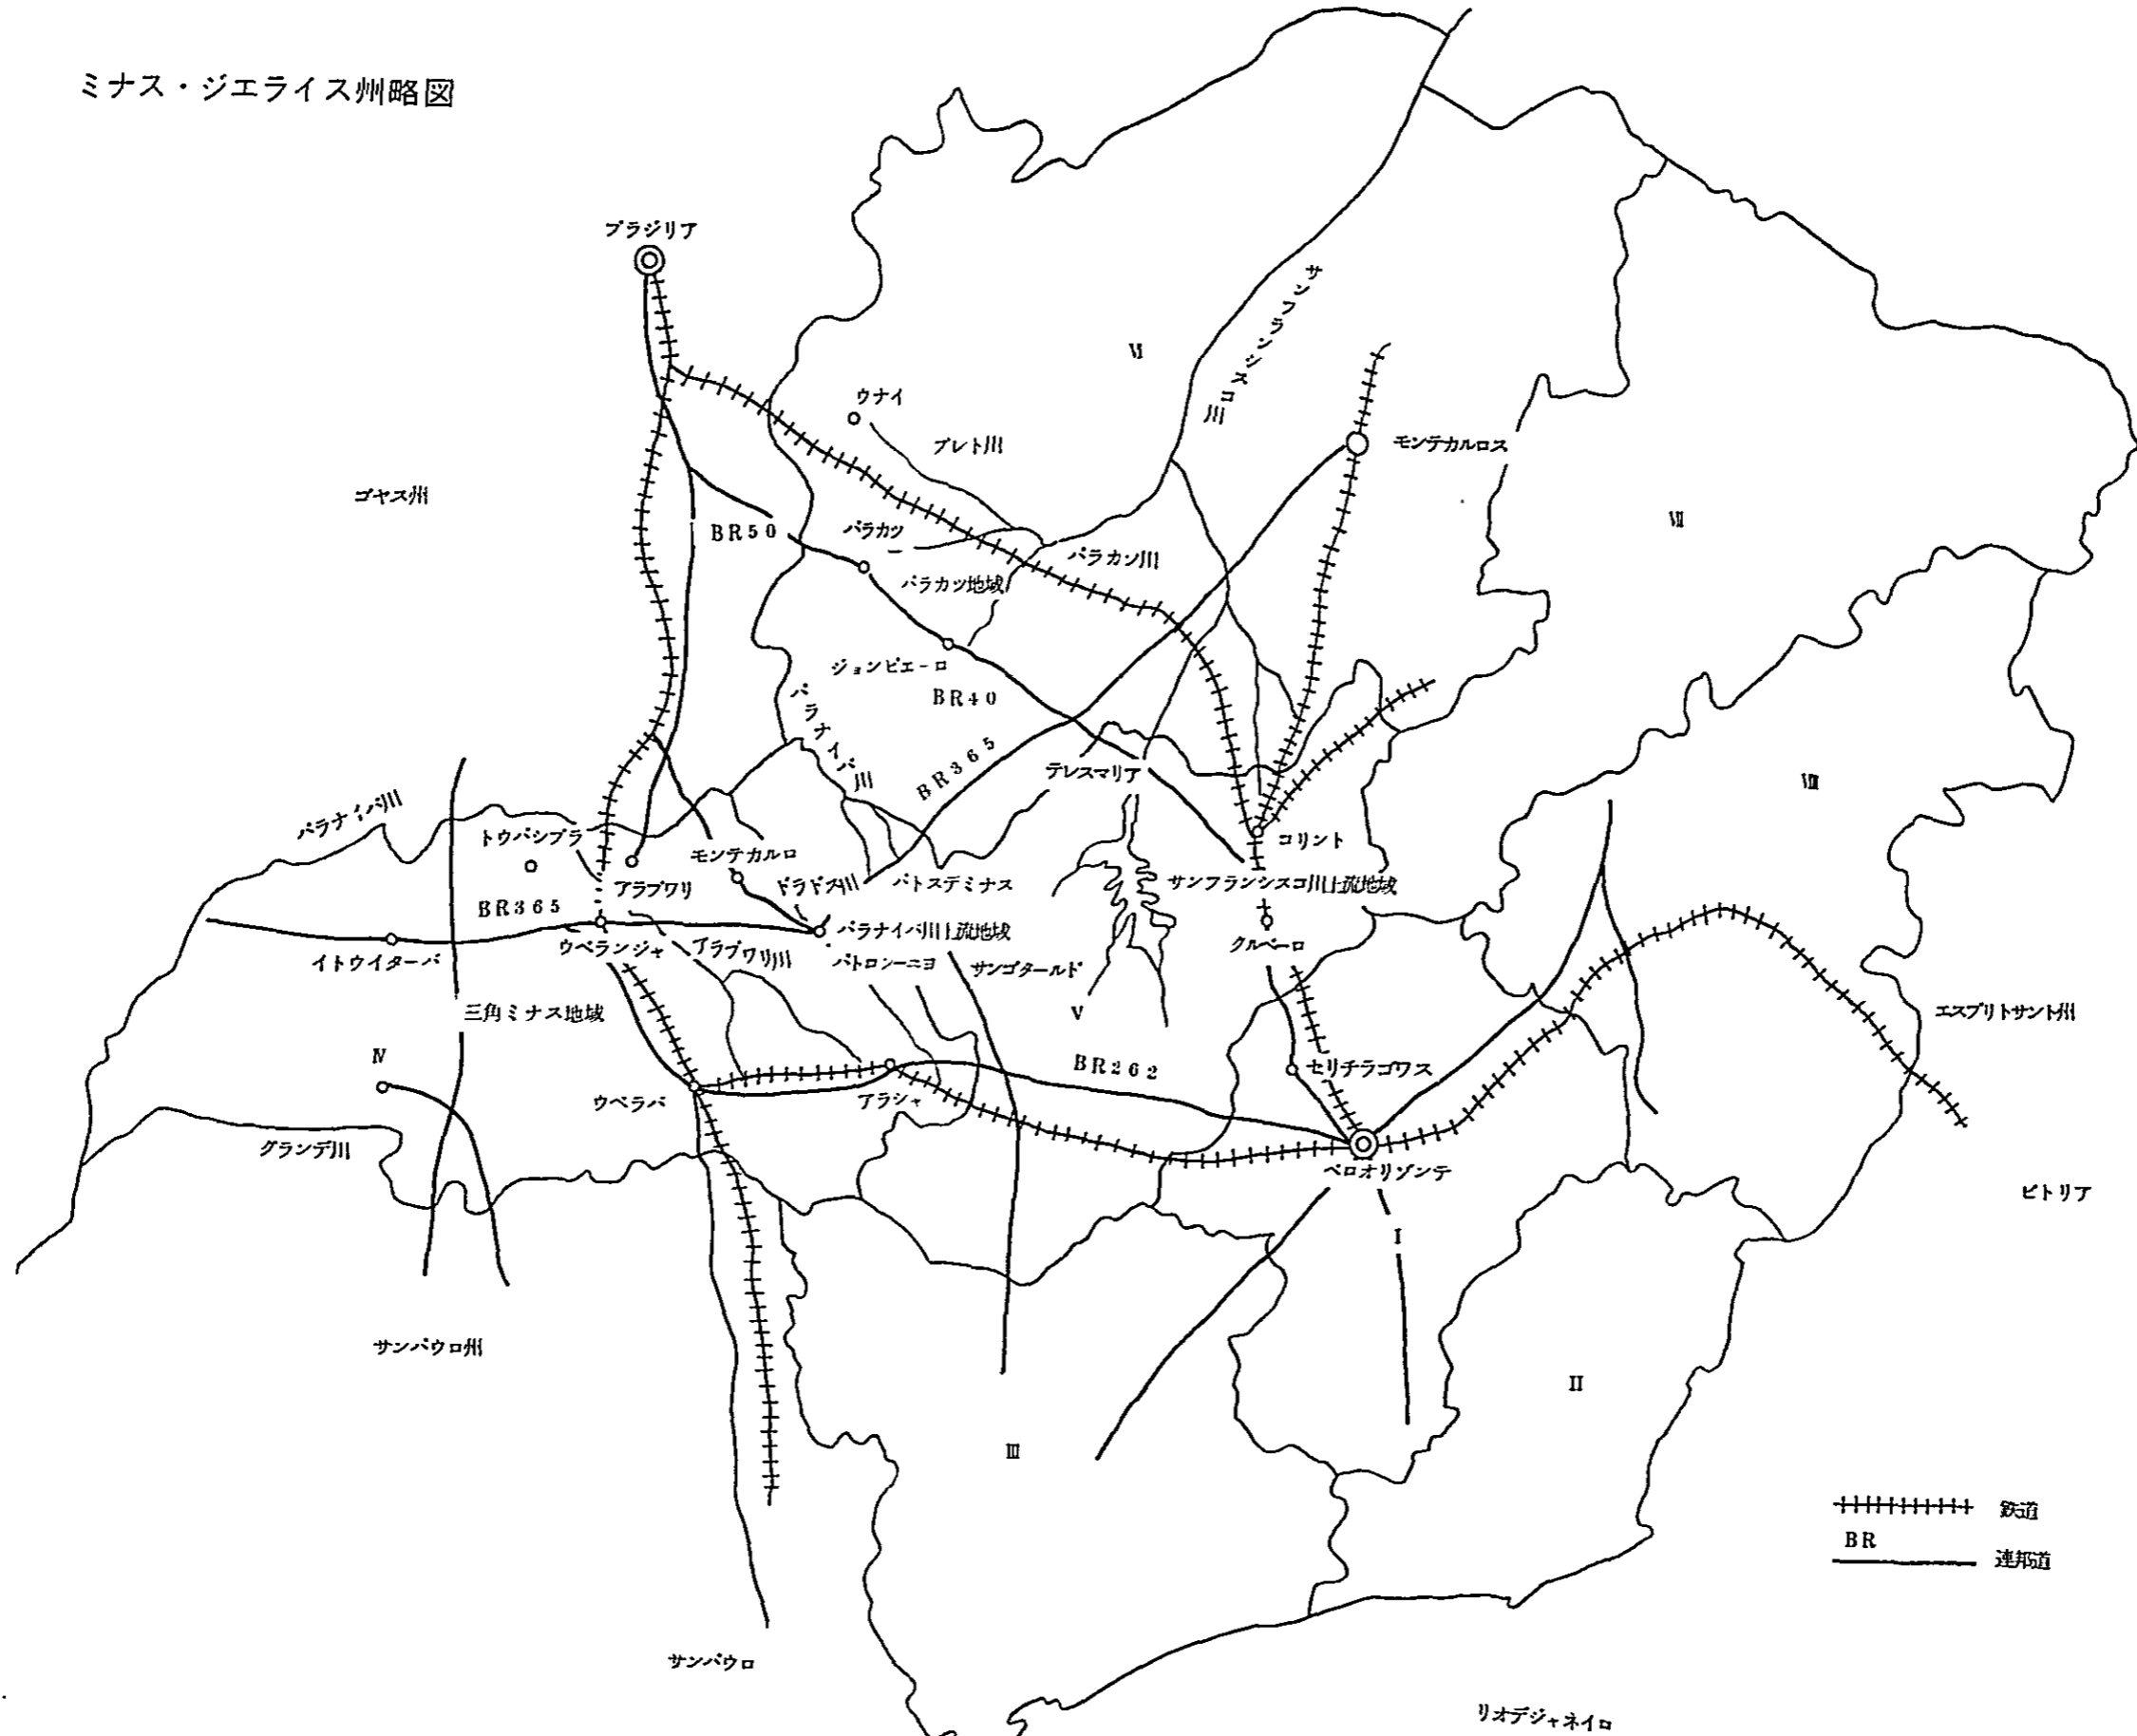 ミナス・ジエライス州略図
ブラジリア
サンフランシスコ川
Ⅵ
ウナイ
プレト川
モンテカルロス
ゴヤス州
BR50
パラカツ
パラカン川
Ⅶ
パラカツ地域
ジョンピエーロ
BR40
パラナイバ川
BR365
テレスマリア
Ⅷ
パラナイバ川
トウパシプラ
コリント
モンテカルロ
アラプワリ
ドラドス川
パトスデミナス
サンフランシスコ川上流地域
BR365
パラナイバ川上流地域
ウベランジャ
アラプワリ川
クルベーロ
イトウイターバ
パトロシーニヨ
サンゴタールド
三角ミナス地域
Ⅴ
エスプリトサント州
Ⅳ
BR262
セリチラゴワス
ウベラバ
アラシャ
グランデ川
ベロオリゾンテ
ビトリア
Ⅰ
サンパウロ州
Ⅱ
Ⅲ
鉄道
BR
連邦道
サンパウロ
リオデジャネイロ